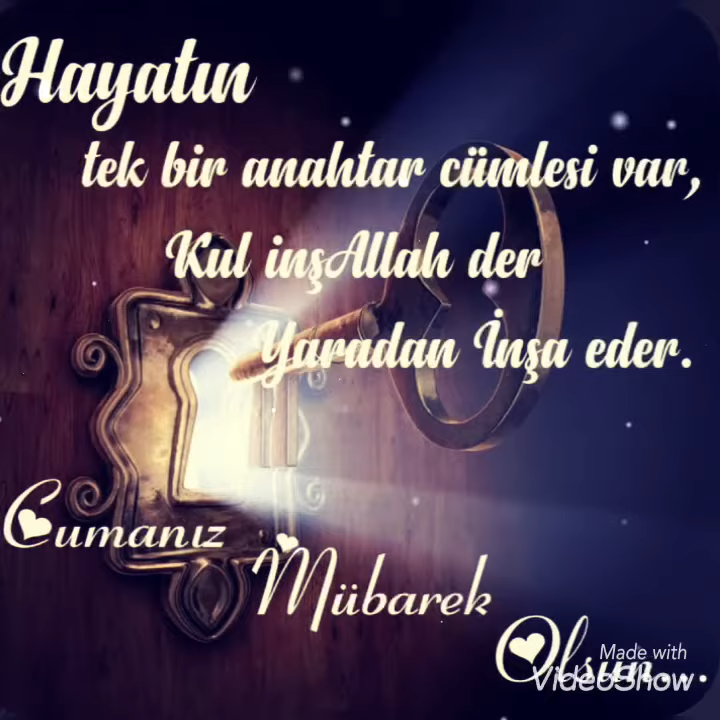 Hayatın
tek bir anahtar cümlesi var,
Kul inşAllah der
Yaradan İnşa eder.
Cumanız
Mübarek
Olsun....
Made with
VideoShow